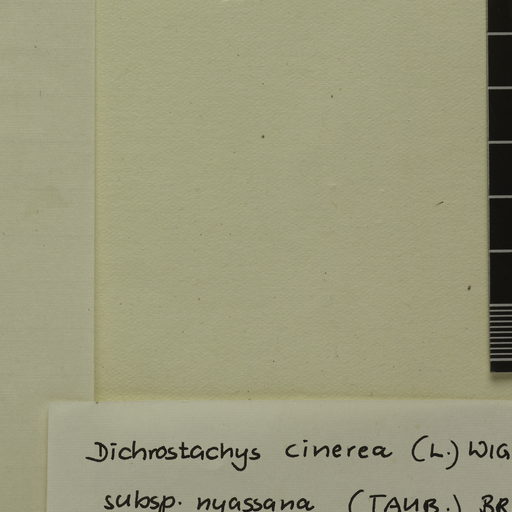 Dichrostachys cinerea (L.) WIG
subsp. nyassana (TAUB.) BR